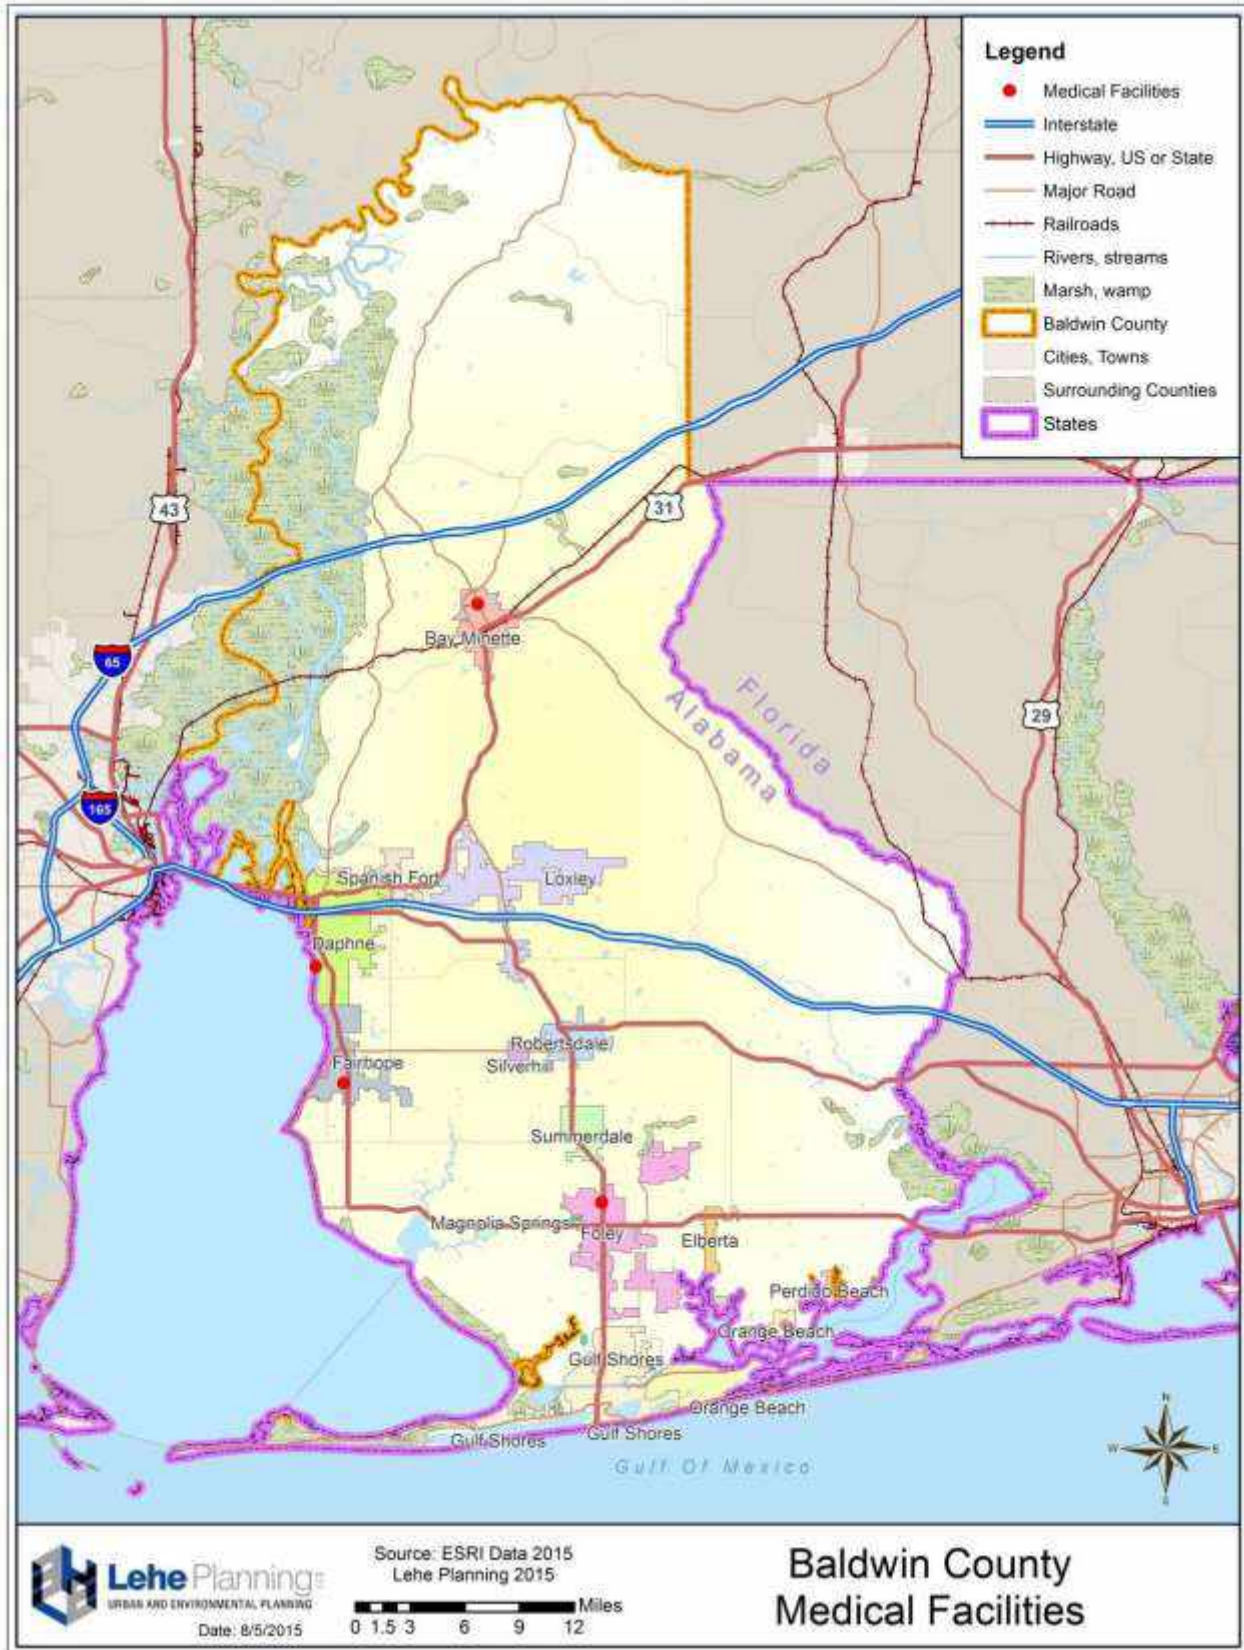 Legend
Medical Facilities
Interstate
Highway, US or State
Major Road
Railroads
Rivers, streams
Marsh, wamp
Baldwin County
Cities, Towns
Surrounding Counties
States
43
31
Bay Minette
65
29
Florida
Alabama
165
Spanish Fort
Loxley
Daphne
Robertsdale
Fairhope
Silverhill
Summerdale
Magnolia Springs
Foley
Elberta
Perdido Beach
Orange Beach
Gulf Shores
Orange Beach
Gulf Shores
Gulf Shores
Gulf Of Mexico
N
W
E
S
Lehe Planning
URBAN AND ENVIRONMENTAL PLANNING
Date: 8/5/2015
Source: ESRI Data 2015
Lehe Planning 2015
Miles
0 1.5 3 6 9 12
Baldwin County
Medical Facilities